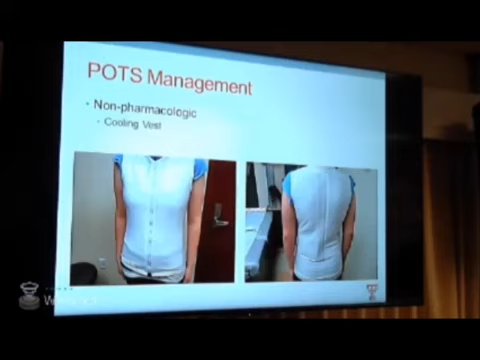 POTS Management
• Non-pharmacologic
• Cooling Vest